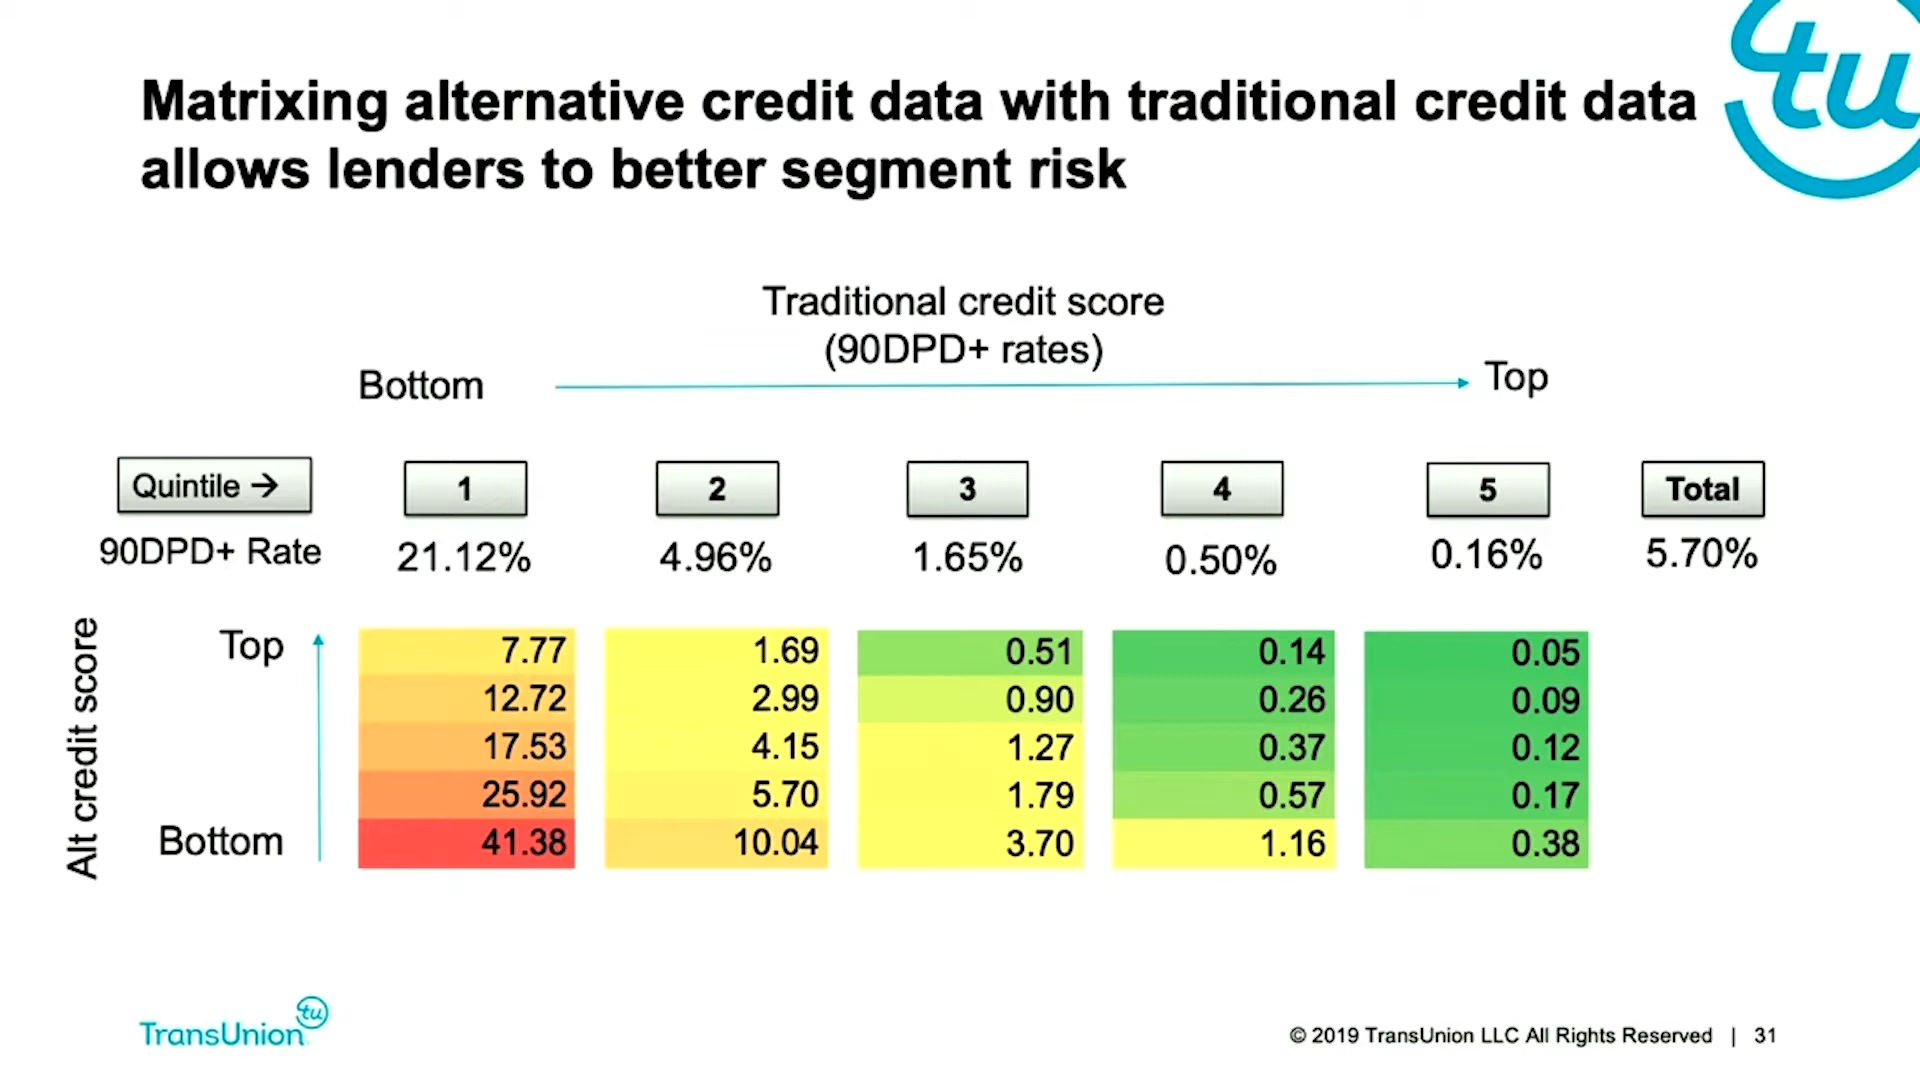 tu
Matrixing alternative credit data with traditional credit data
allows lenders to better segment risk
Traditional credit score
(90DPD+ rates)
Bottom
Top
Quintile → 1 2 3 4 5 Total
90DPD+ Rate 21.12% 4.96% 1.65% 0.50% 0.16% 5.70%
Alt credit score
Top 7.77 1.69 0.51 0.14 0.05
12.72 2.99 0.90 0.26 0.09
17.53 4.15 1.27 0.37 0.12
25.92 5.70 1.79 0.57 0.17
Bottom 41.38 10.04 3.70 1.16 0.38
TransUnion tu
© 2019 TransUnion LLC All Rights Reserved | 31